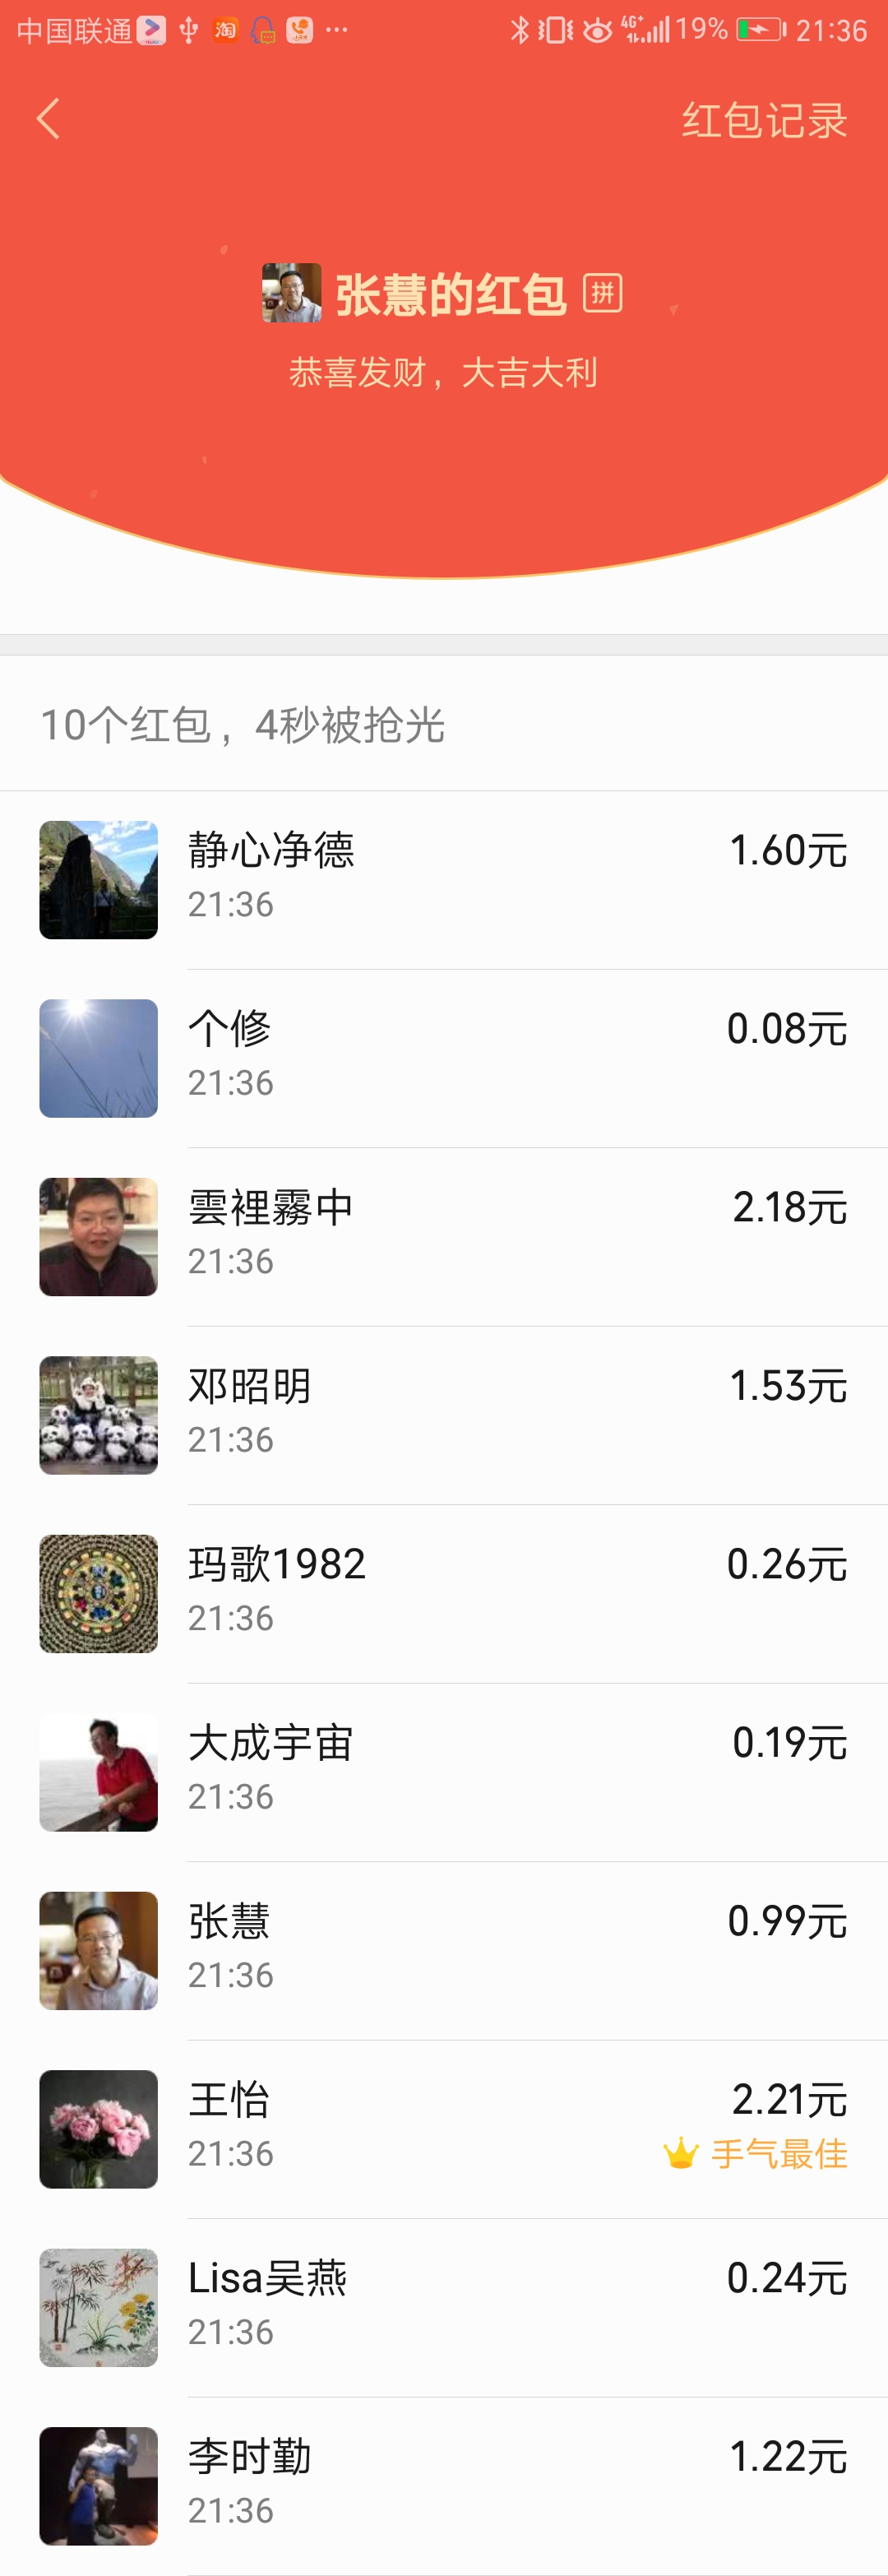 中国联通 淘 ··· 4G+ 19% 21:36
红包记录
张慧的红包 拼
恭喜发财，大吉大利
10个红包，4秒被抢光
静心净德 1.60元
21:36
个修 0.08元
21:36
雲裡霧中 2.18元
21:36
邓昭明 1.53元
21:36
玛歌1982 0.26元
21:36
大成宇宙 0.19元
21:36
张慧 0.99元
21:36
王怡 2.21元
21:36 手气最佳
Lisa吴燕 0.24元
21:36
李时勤 1.22元
21:36